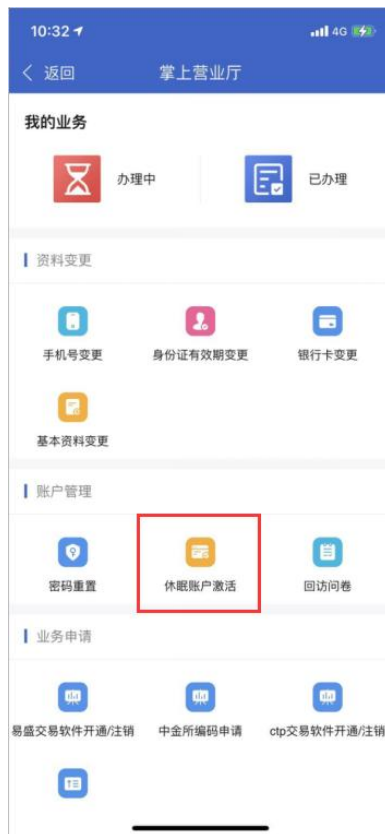 10:32
4G
返回
掌上营业厅
我的业务
办理中
已办理
资料变更
手机号变更
身份证有效期变更
银行卡变更
基本资料变更
账户管理
密码重置
休眠账户激活
回访问卷
业务申请
易盛交易软件开通/注销
中金所编码申请
ctp交易软件开通/注销